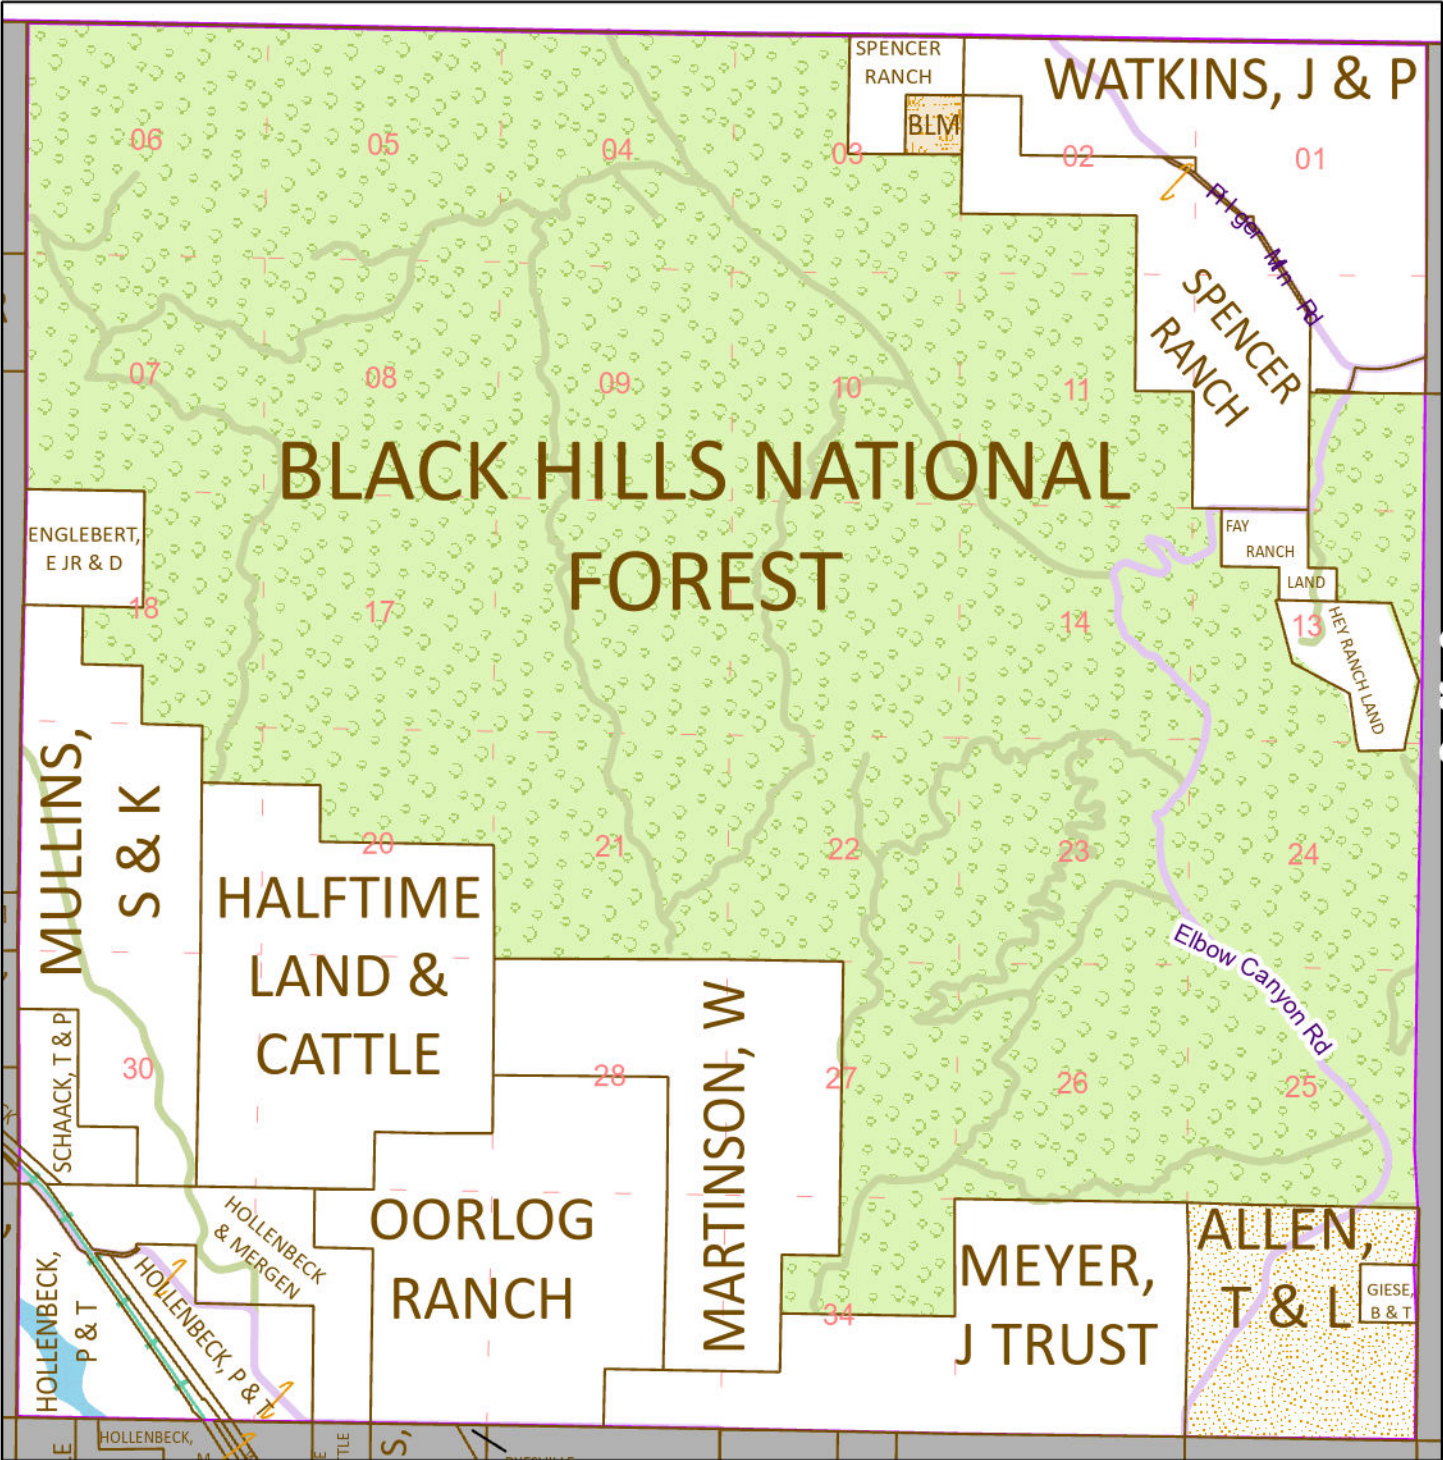 SPENCER
RANCH
WATKINS, J & P
BLM
06
05
04
03
02
01
SPENCER
RANCH
07
08
09
10
11
BLACK HILLS NATIONAL
FOREST
ENGLEBERT,
E JR & D
FAY
RANCH
LAND
18
17
14
13
HEY RANCH LAND
MULLINS,
S & K
20
21
22
23
24
HALFTIME
LAND &
CATTLE
MARTINSON, W
Elbow Canyon Rd
SCHAACK, T & P
30
28
27
26
25
HOLLENBECK
& MERGEN
OORLOG
RANCH
MEYER,
J TRUST
ALLEN,
T & L
GIESE,
B & T
HOLLENBECK,
P & T
HOLLENBECK, P & T
34
HOLLENBECK,